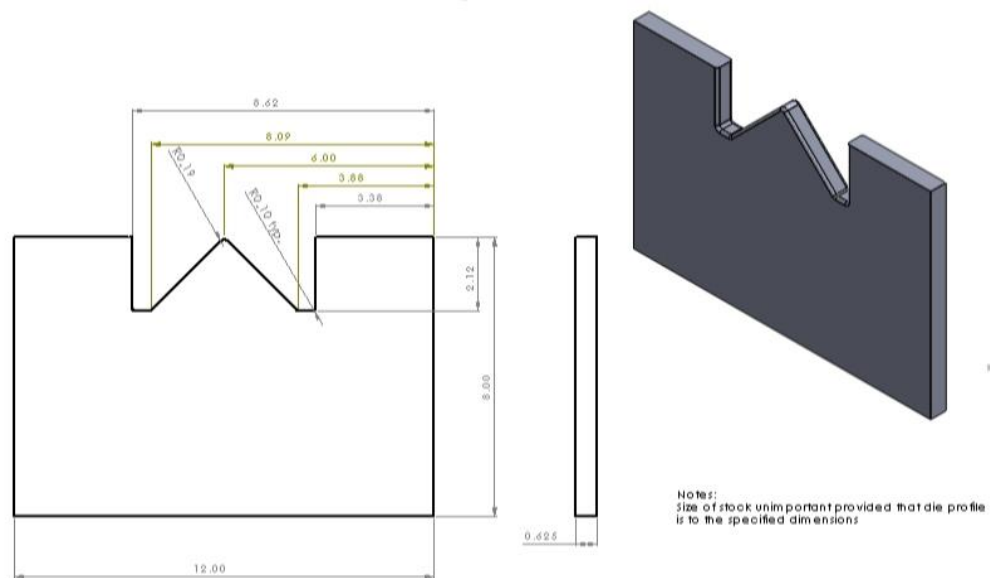 8.62
8.09
6.00
3.88
3.38
R0.19
R0.10 typ.
2.12
8.00
0.625
12.00
Notes:
Size of stock unimportant provided that die profile
is to the specified dimensions